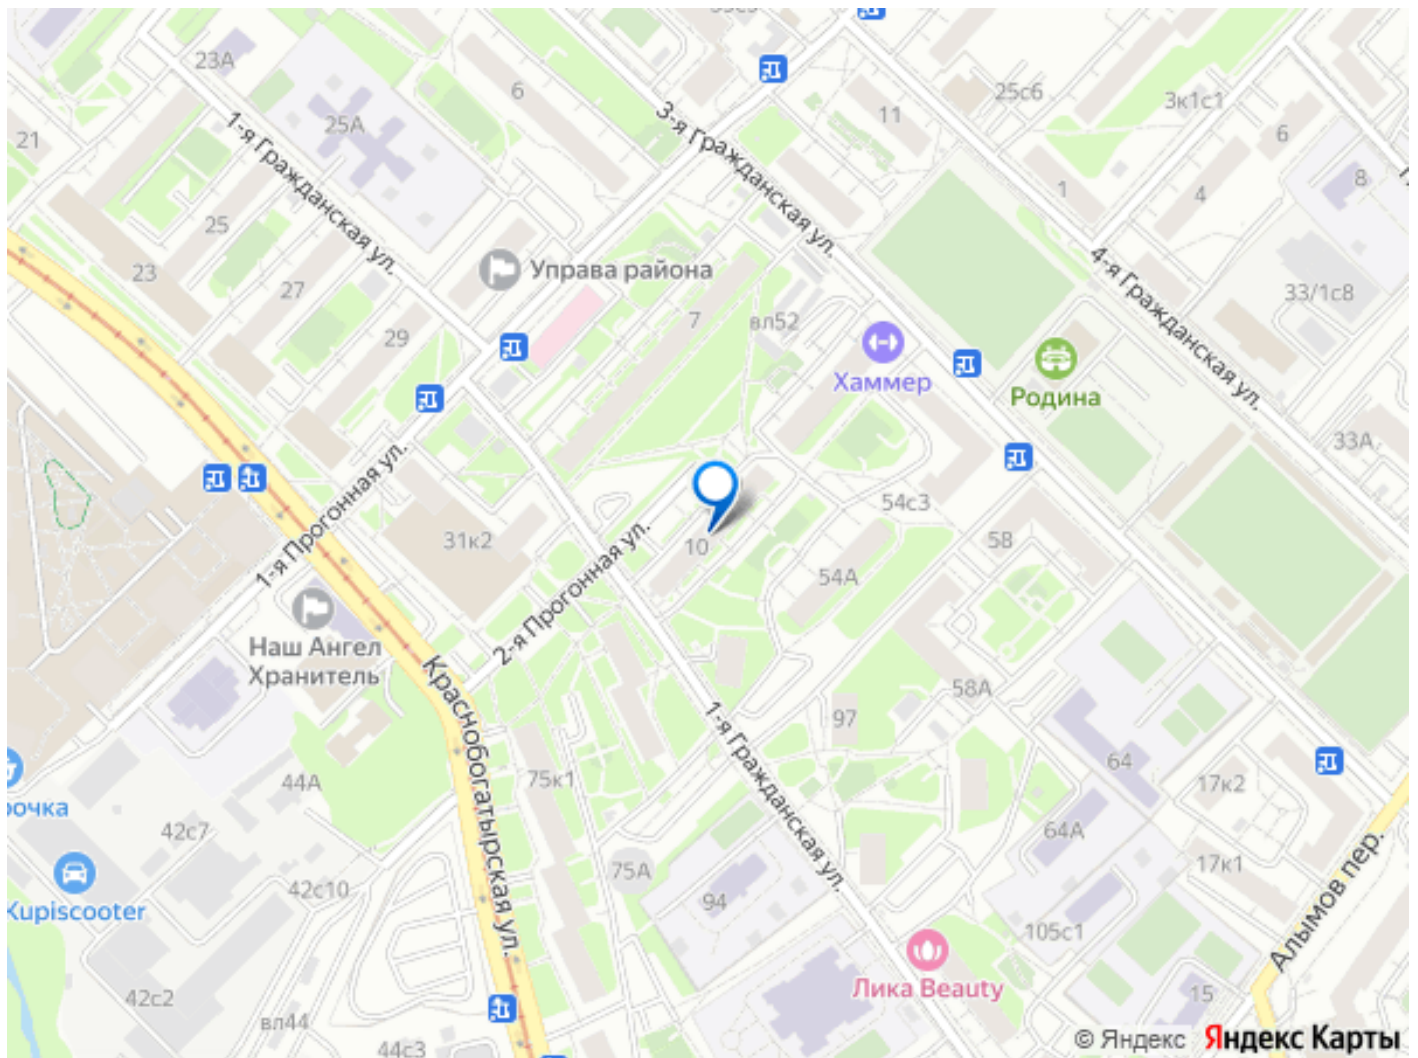 23А
6
25с6
3к1с1
11
6
21
25А
1-я Гражданская ул.
3-я Гражданская ул.
1
4
8
25
Управа района
23
27
7
вл52
4-я Гражданская ул.
33/1с8
29
Хаммер
Родина
33А
1-я Прогонная ул.
31к2
54с3
10
58
54А
2-я Прогонная ул.
Наш Ангел
Хранитель
58А
Краснобогатырская ул.
97
1-я Гражданская ул.
64
75к1
44А
17к2
очка
42с7
64А
17к1
Алымов пер.
75А
42с10
94
Kupiscooter
105с1
Лика Beauty
42с2
15
вл44
44с3
© Яндекс Яндекс Карты